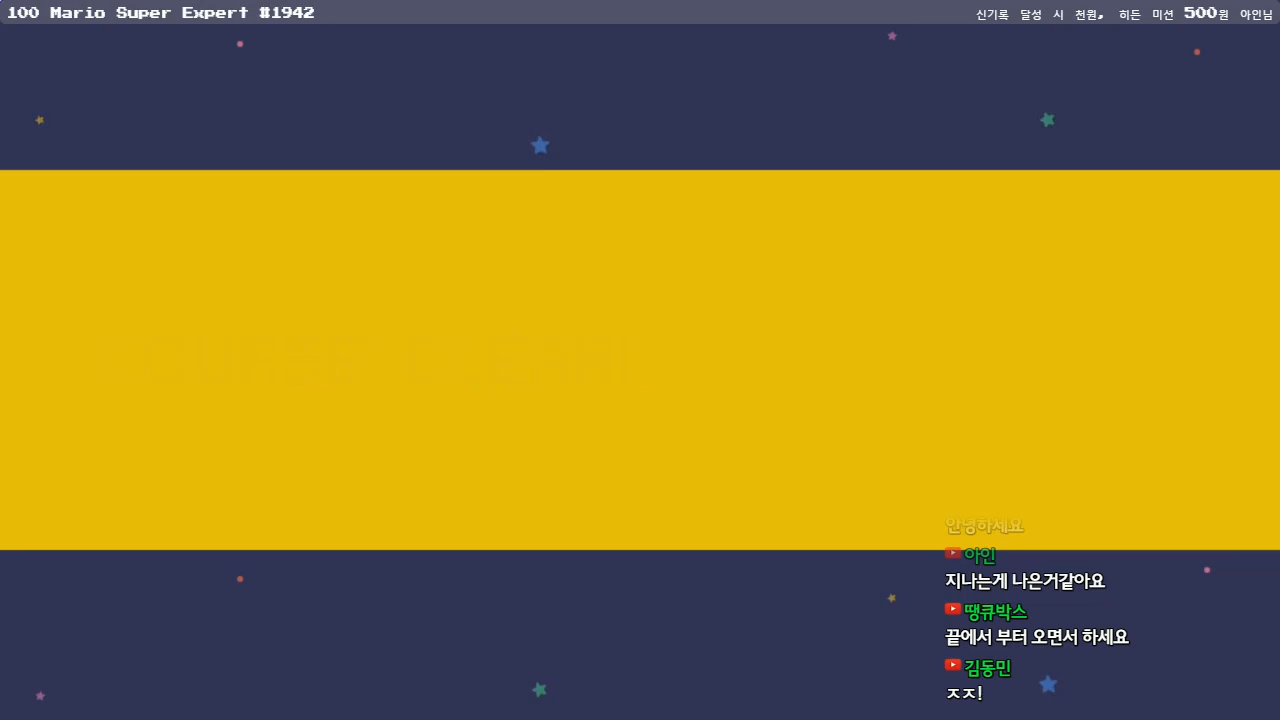 100 Mario Super Expert #1942
신기록 달성 시 천원, 히든 미션 500원 아인님
COURSE CLEAR!
안녕하세요
아인
지나는게 나은거같아요
땡큐박스
끝에서 부터 오면서 하세요
김동민
ㅈㅈ!